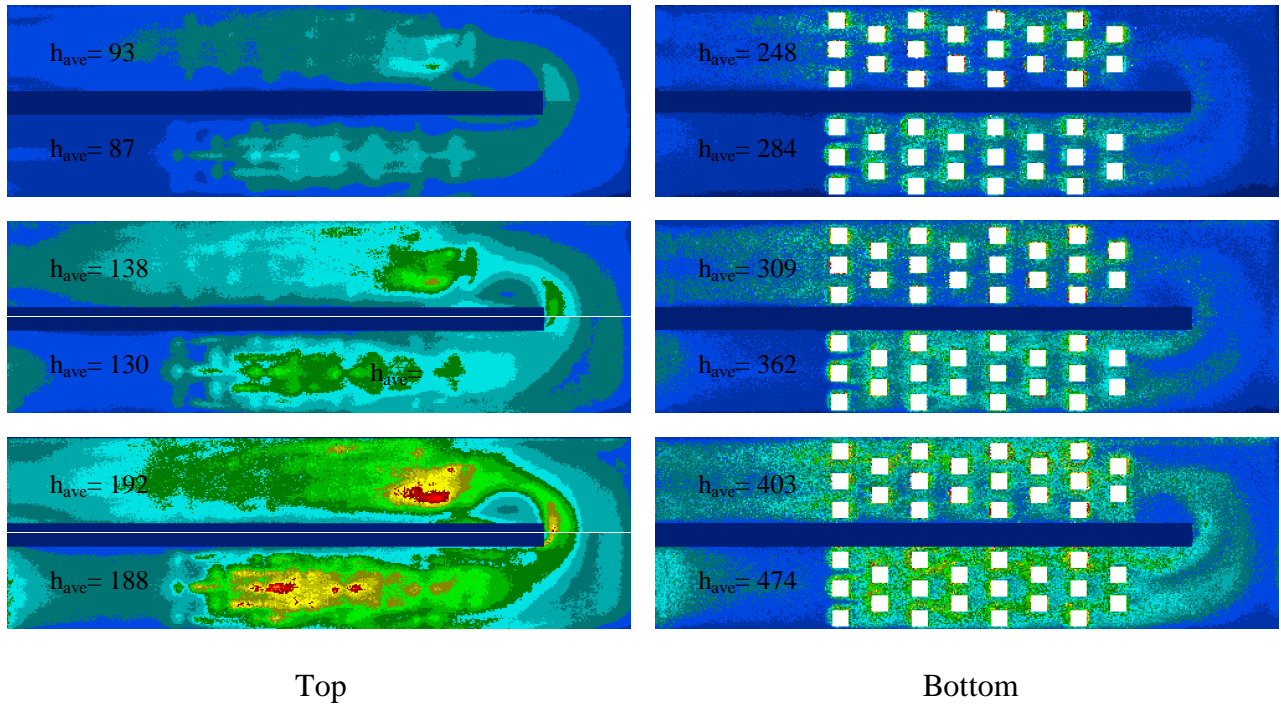 h_ave= 93
h_ave= 248
h_ave= 87
h_ave= 284
h_ave= 138
h_ave= 309
h_ave= 130
h_ave=
h_ave= 362
h_ave= 192
h_ave= 403
h_ave= 188
h_ave= 474
Top
Bottom